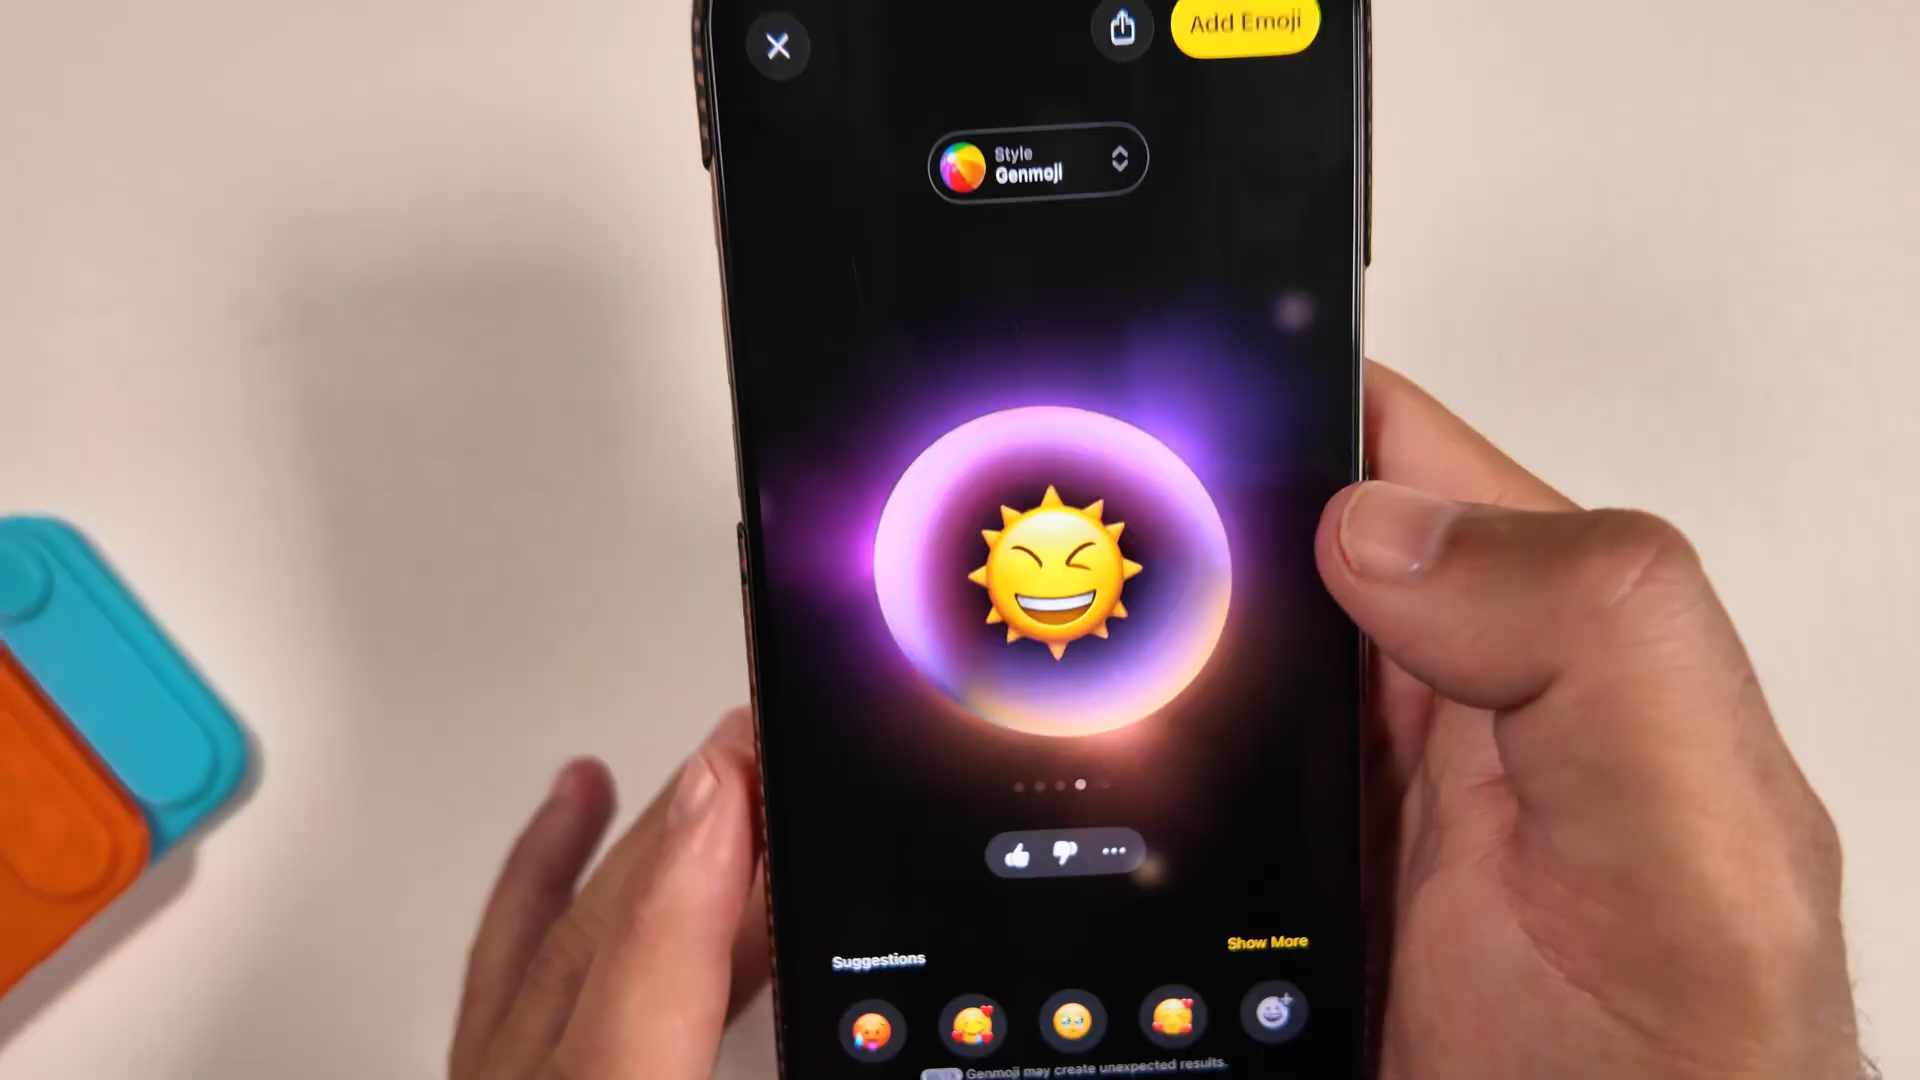 Add Emoji
Style
Genmoji
Show More
Suggestions
Genmoji may create unexpected results.